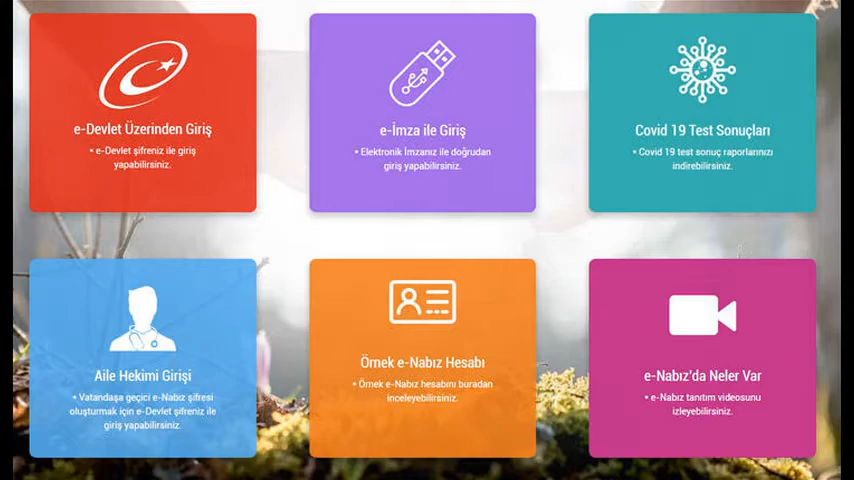 e-Devlet Üzerinden Giriş
• e-Devlet şifreniz ile giriş
yapabilirsiniz.
e-İmza ile Giriş
• Elektronik İmzanız ile doğrudan
giriş yapabilirsiniz.
Covid 19 Test Sonuçları
• Covid 19 test sonuç raporlarınızı
indirebilirsiniz.
Aile Hekimi Girişi
• Vatandaşa geçici e-Nabız şifresi
oluşturmak için e-Devlet şifreniz ile
giriş yapabilirsiniz.
Örnek e-Nabız Hesabı
• Örnek e-Nabız hesabını buradan
inceleyebilirsiniz.
e-Nabız'da Neler Var
• e-Nabız tanıtım videosunu
izleyebilirsiniz.